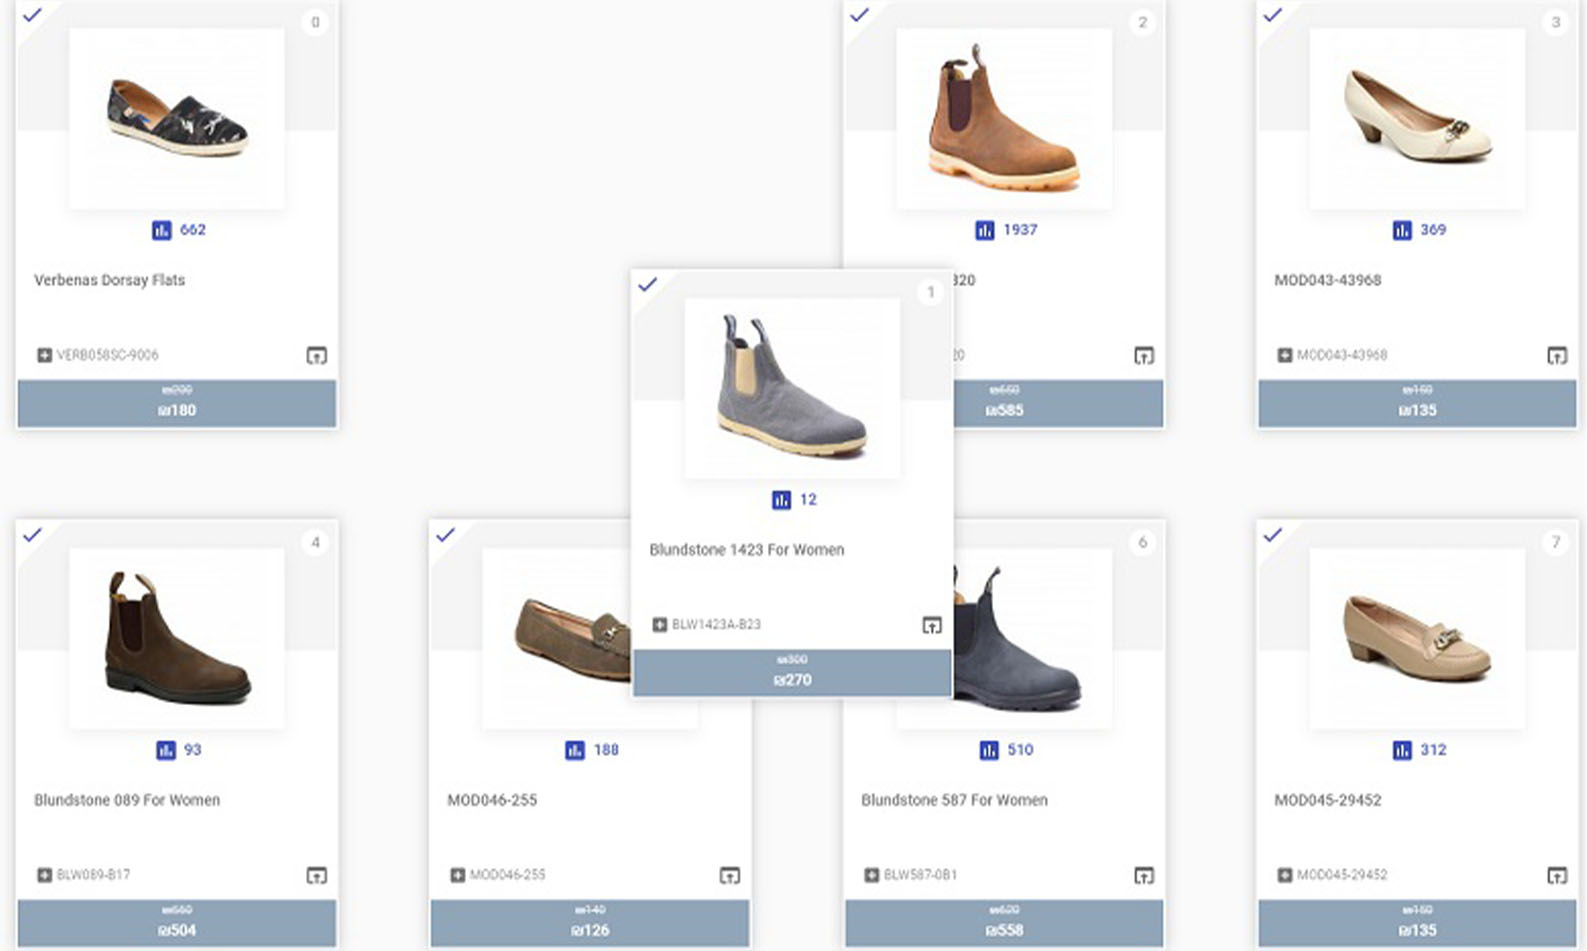 0
662
Verbenas Dorsay Flats
VERB058SC-9006
₪200
₪180
2
1937
320
20
₪650
₪585
3
369
MOD043-43968
MOD043-43968
₪150
₪135
1
12
Blundstone 1423 For Women
BLW1423A-B23
₪300
₪270
4
93
Blundstone 089 For Women
BLW089-B17
₪560
₪504
188
MOD046-255
MOD046-255
₪140
₪126
6
510
Blundstone 587 For Women
BLW587-0B1
₪620
₪558
7
312
MOD045-29452
MOD045-29452
₪150
₪135